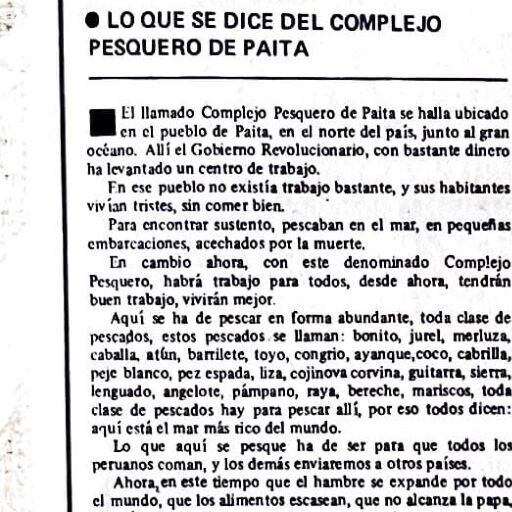 ● LO QUE SE DICE DEL COMPLEJO
PESQUERO DE PAITA
El llamado Complejo Pesquero de Paita se halla ubicado
en el pueblo de Paita, en el norte del país, junto al gran
océano. Allí el Gobierno Revolucionario, con bastante dinero
ha levantado un centro de trabajo.
En ese pueblo no existía trabajo bastante, y sus habitantes
vivían tristes, sin comer bien.
Para encontrar sustento, pescaban en el mar, en pequeñas
embarcaciones, acechados por la muerte.
En cambio ahora, con este denominado Complejo
Pesquero, habrá trabajo para todos, desde ahora, tendrán
buen trabajo, vivirán mejor.
Aquí se ha de pescar en forma abundante, toda clase de
pescados, estos pescados se llaman: bonito, jurel, merluza,
caballa, atún, barrilete, toyo, congrio, ayanque,coco, cabrilla,
peje blanco, pez espada, liza, cojinova corvina, guitarra, sierra,
lenguado, angelote, pámpano, raya, bereche, mariscos, toda
clase de pescados hay para pescar allí, por eso todos dicen:
aquí está el mar más rico del mundo.
Lo que aquí se pesque ha de ser para que todos los
peruanos coman, y los demás enviaremos a otros países.
Ahora,en este tiempo que el hambre se expande por todo
el mundo, que los alimentos escasean, que no alcanza la papa,